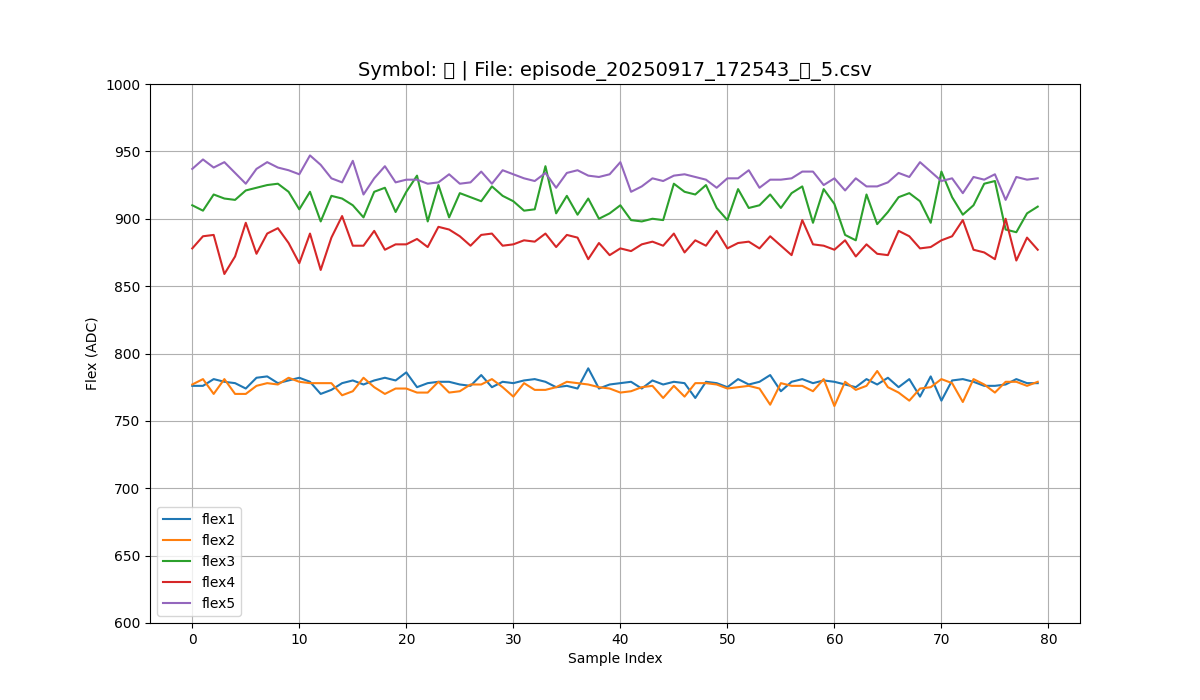 Symbol: | File: episode_20250917_172543_ _5.csv
1000
950
900
850
800
750
700
650
600
Flex (ADC)
flex1
flex2
flex3
flex4
flex5
0 10 20 30 40 50 60 70 80
Sample Index